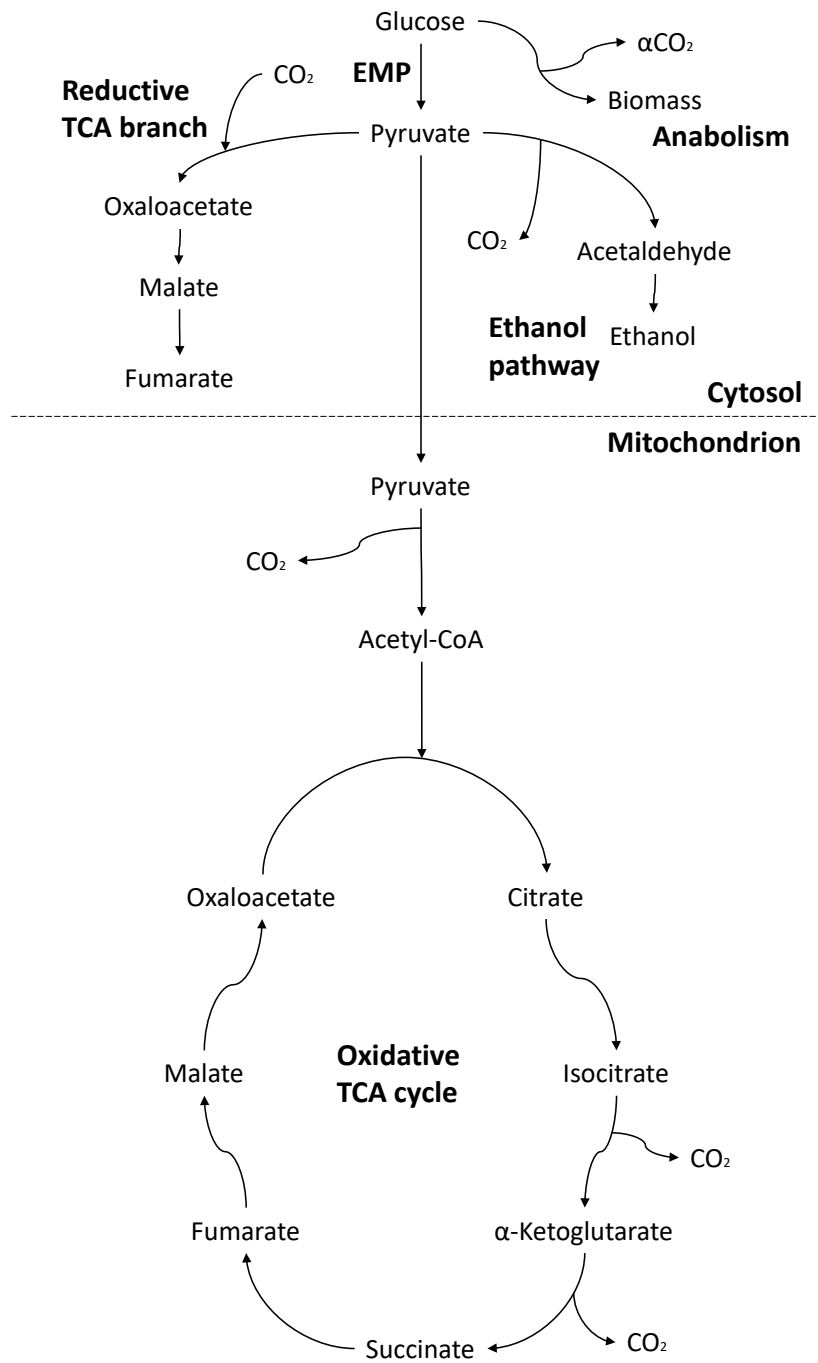 Glucose
αCO₂
EMP
CO₂
Reductive
TCA branch
Biomass
Anabolism
Pyruvate
Oxaloacetate
CO₂
Acetaldehyde
Malate
Ethanol
pathway
Ethanol
Fumarate
Cytosol
Mitochondrion
Pyruvate
CO₂
Acetyl-CoA
Oxaloacetate
Citrate
Oxidative
TCA cycle
Malate
Isocitrate
CO₂
Fumarate
α-Ketoglutarate
Succinate
CO₂